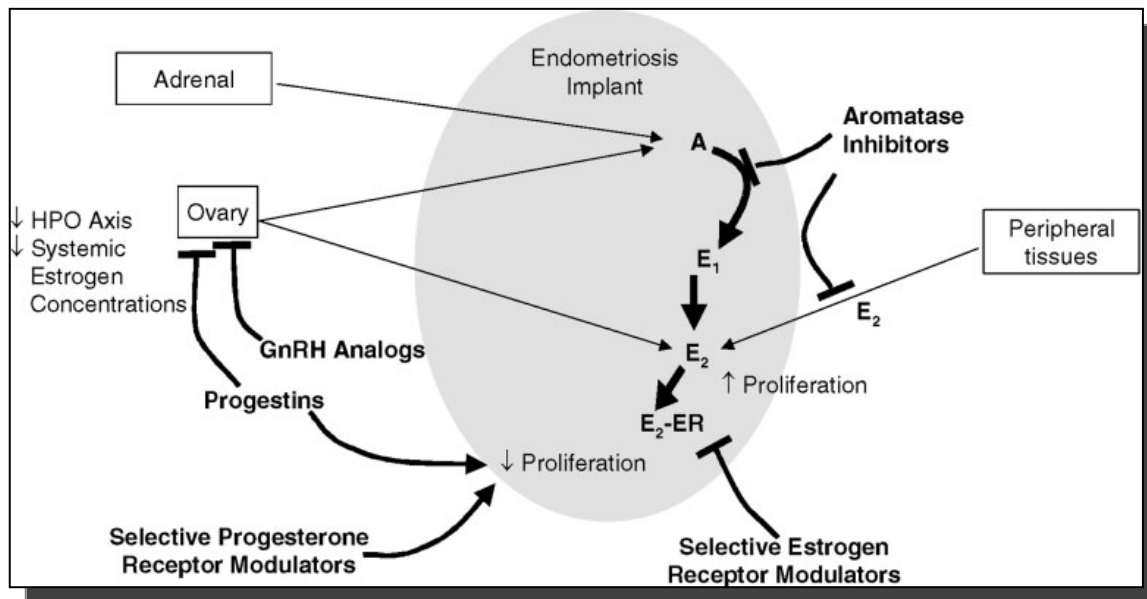 Endometriosis
Implant
Adrenal
Aromatase
Inhibitors
A
Ovary
↓ HPO Axis
↓ Systemic
Estrogen
Concentrations
Peripheral
tissues
E₁
E₂
GnRH Analogs
E₂
↑ Proliferation
Progestins
E₂-ER
↓ Proliferation
Selective Progesterone
Receptor Modulators
Selective Estrogen
Receptor Modulators